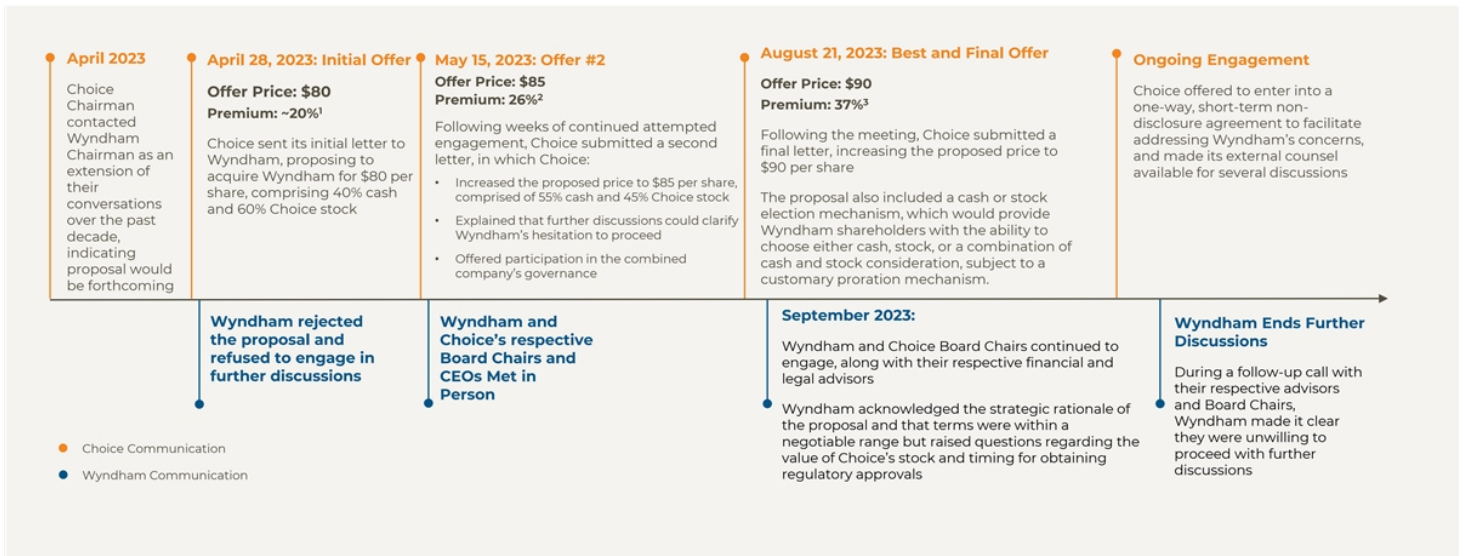 April 2023
Choice
Chairman
contacted
Wyndham
Chairman as an
extension of
their
conversations
over the past
decade,
indicating
proposal would
be forthcoming
April 28, 2023: Initial Offer
Offer Price: $80
Premium: ~20%¹
Choice sent its initial letter to
Wyndham, proposing to
acquire Wyndham for $80 per
share, comprising 40% cash
and 60% Choice stock
May 15, 2023: Offer #2
Offer Price: $85
Premium: 26%²
Following weeks of continued attempted
engagement, Choice submitted a second
letter, in which Choice:
• Increased the proposed price to $85 per share,
comprised of 55% cash and 45% Choice stock
• Explained that further discussions could clarify
Wyndham's hesitation to proceed
• Offered participation in the combined
company's governance
August 21, 2023: Best and Final Offer
Offer Price: $90
Premium: 37%³
Following the meeting, Choice submitted a
final letter, increasing the proposed price to
$90 per share
The proposal also included a cash or stock
election mechanism, which would provide
Wyndham shareholders with the ability to
choose either cash, stock, or a combination of
cash and stock consideration, subject to a
customary proration mechanism.
Ongoing Engagement
Choice offered to enter into a
one-way, short-term non-
disclosure agreement to facilitate
addressing Wyndham's concerns,
and made its external counsel
available for several discussions
Wyndham rejected
the proposal and
refused to engage in
further discussions
Wyndham and
Choice's respective
Board Chairs and
CEOs Met in
Person
September 2023:
Wyndham and Choice Board Chairs continued to
engage, along with their respective financial and
legal advisors
Wyndham acknowledged the strategic rationale of
the proposal and that terms were within a
negotiable range but raised questions regarding the
value of Choice's stock and timing for obtaining
regulatory approvals
Wyndham Ends Further
Discussions
During a follow-up call with
their respective advisors
and Board Chairs,
Wyndham made it clear
they were unwilling to
proceed with further
discussions
Choice Communication
Wyndham Communication